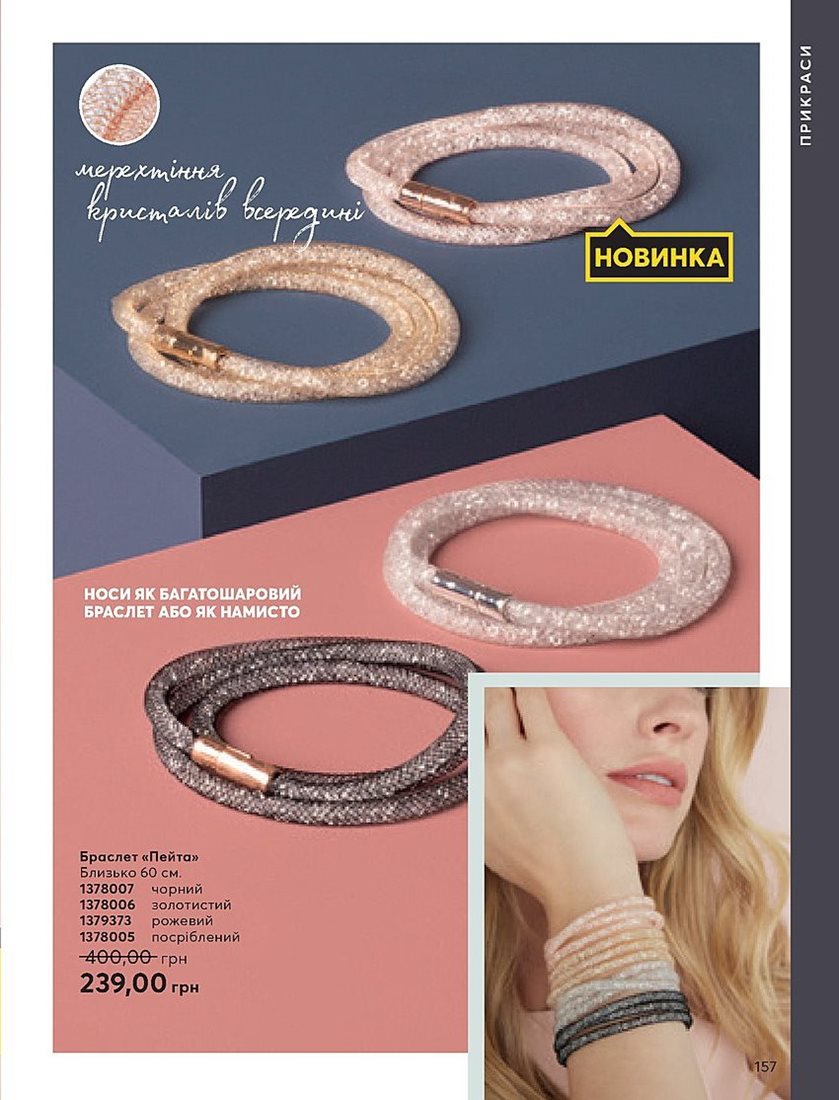 ПРИКРАСИ
мерехтіння
кристалів всередині
НОВИНКА
НОСИ ЯК БАГАТОШАРОВИЙ
БРАСЛЕТ АБО ЯК НАМИСТО
Браслет «Пейта»
Близько 60 см.
1378007 чорний
1378006 золотистий
1379373 рожевий
1378005 посріблений
400,00 грн
239,00 грн
157